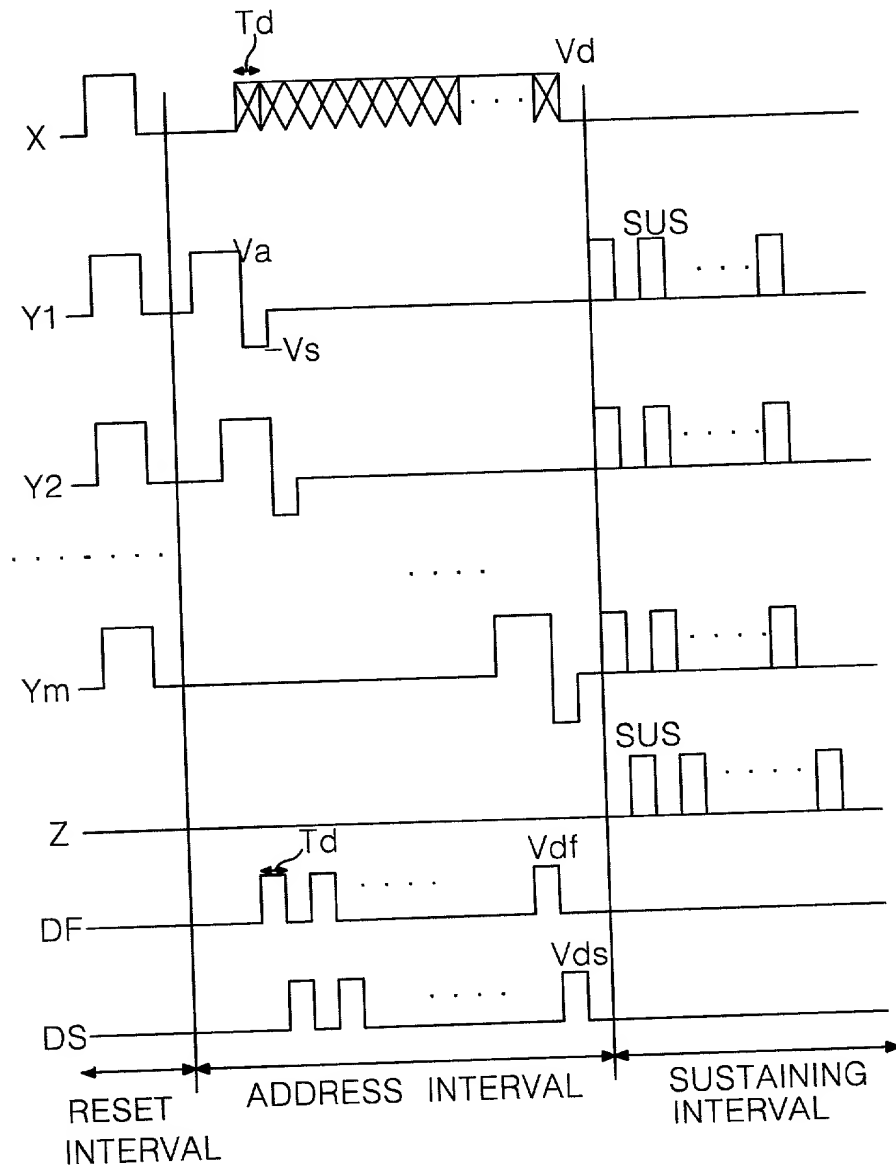 Td
Vd
X
SUS
Va
Y1
-Vs
Y2
Ym
SUS
Z
Td
Vdf
DF
Vds
DS
RESET INTERVAL
ADDRESS INTERVAL
SUSTAINING INTERVAL